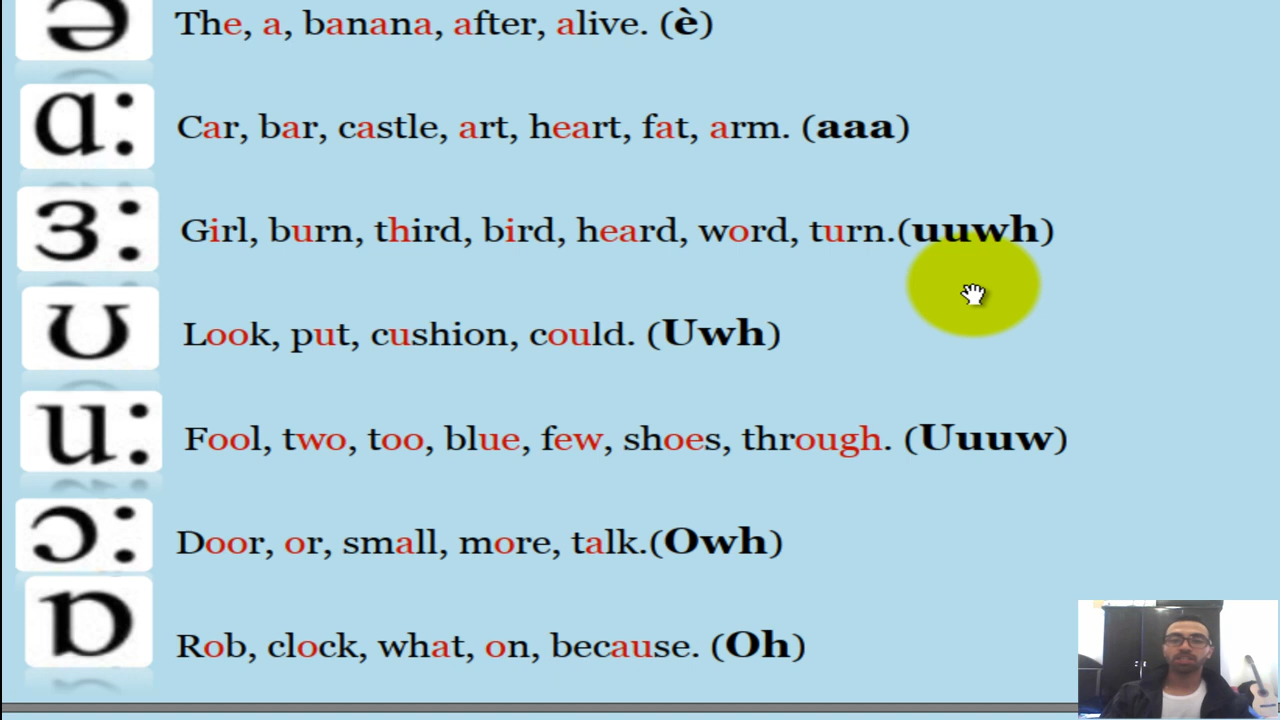 ə The, a, banana, after, alive. (è)
ɑ: Car, bar, castle, art, heart, fat, arm. (aaa)
ɜ: Girl, burn, third, bird, heard, word, turn.(uuwh)
ʊ Look, put, cushion, could. (Uwh)
u: Fool, two, too, blue, few, shoes, through. (Uuuw)
ɔ: Door, or, small, more, talk.(Owh)
ɒ Rob, clock, what, on, because. (Oh)